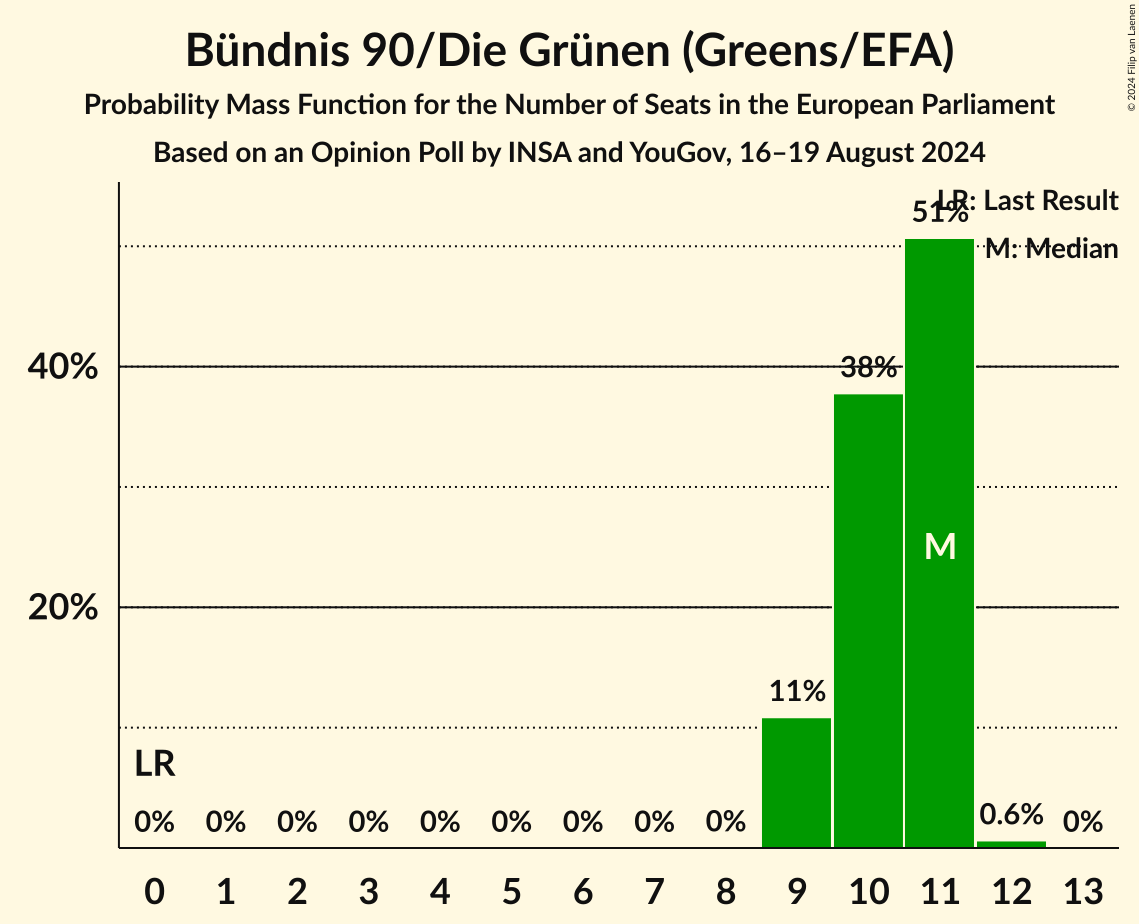 Bündnis 90/Die Grünen (Greens/EFA)
Probability Mass Function for the Number of Seats in the European Parliament
Based on an Opinion Poll by INSA and YouGov, 16–19 August 2024
© 2024 Filip van Laenen
LR: Last Result
M: Median
51%
40%
38%
M
20%
11%
LR
0% 0% 0% 0% 0% 0% 0% 0% 0% 0.6% 0%
0 1 2 3 4 5 6 7 8 9 10 11 12 13